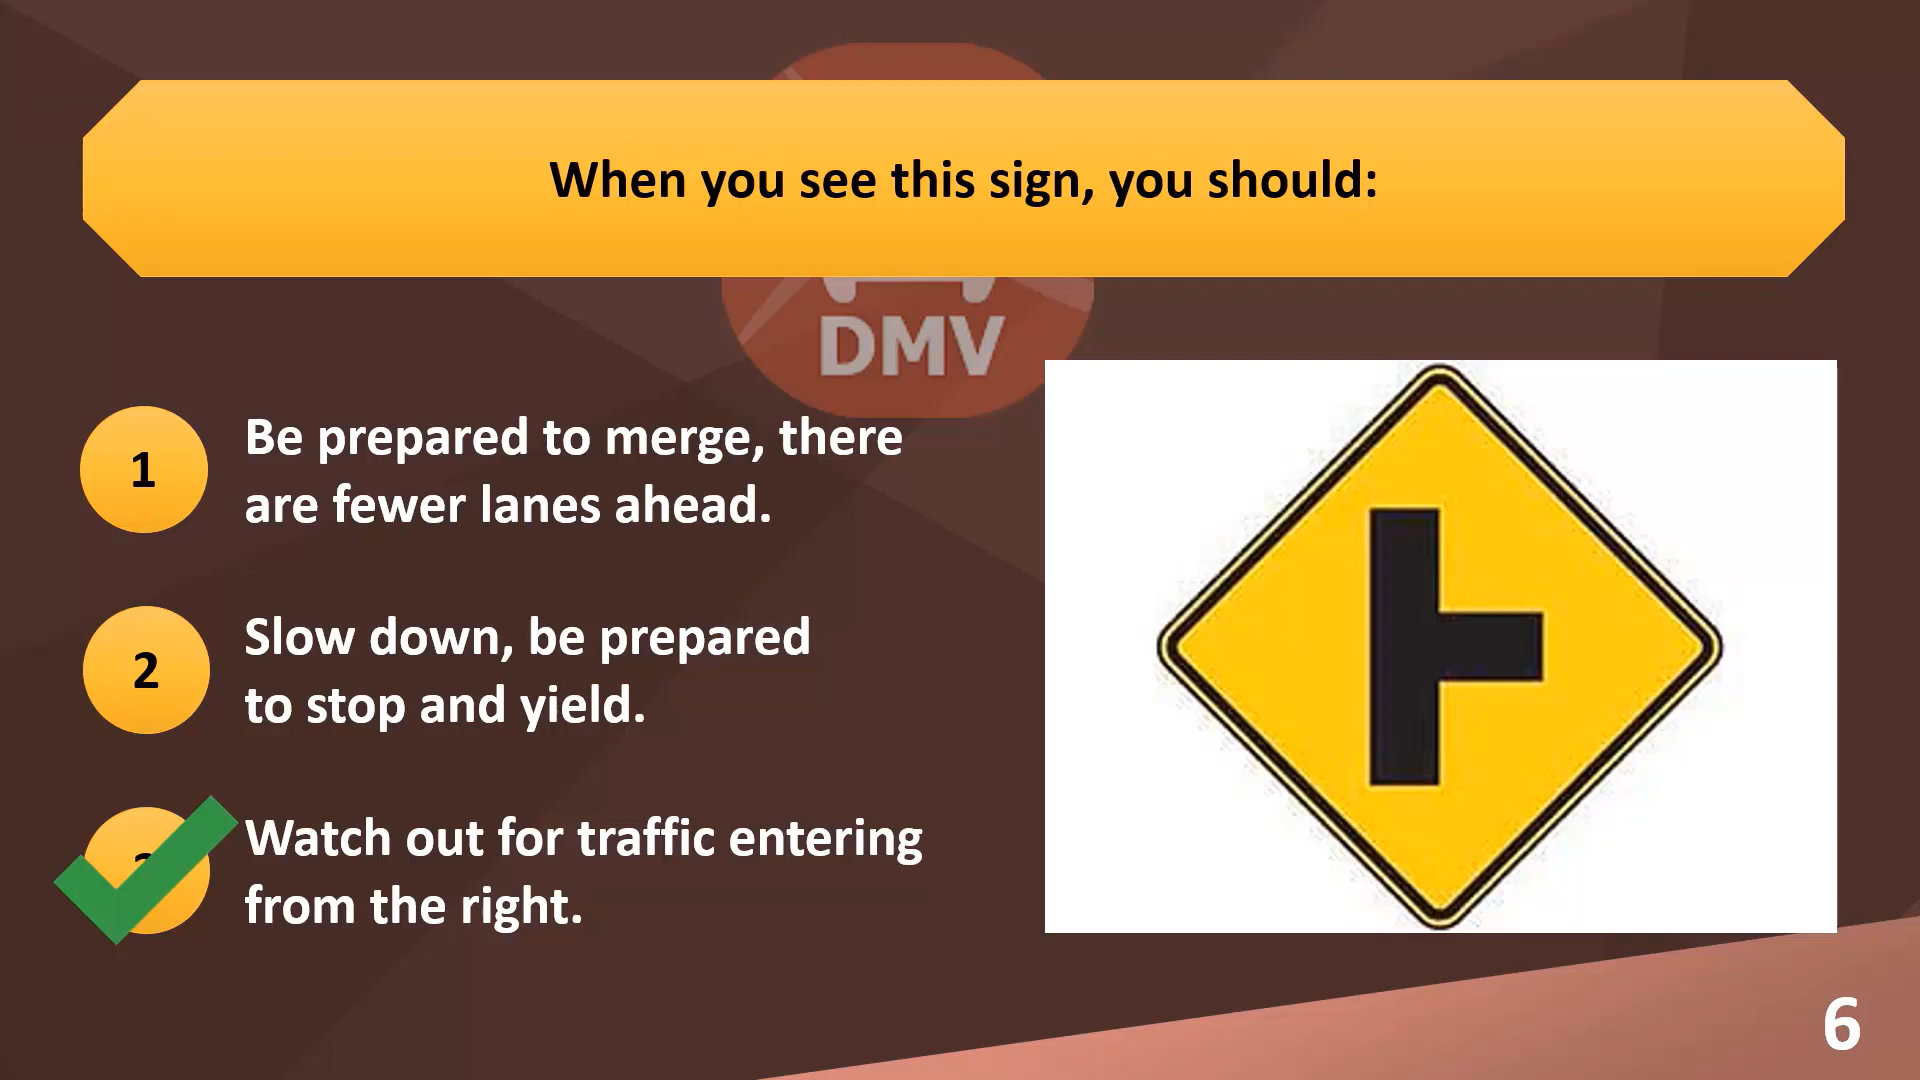 When you see this sign, you should:
DMV
1
Be prepared to merge, there
are fewer lanes ahead.
2
Slow down, be prepared
to stop and yield.
Watch out for traffic entering
from the right.
6